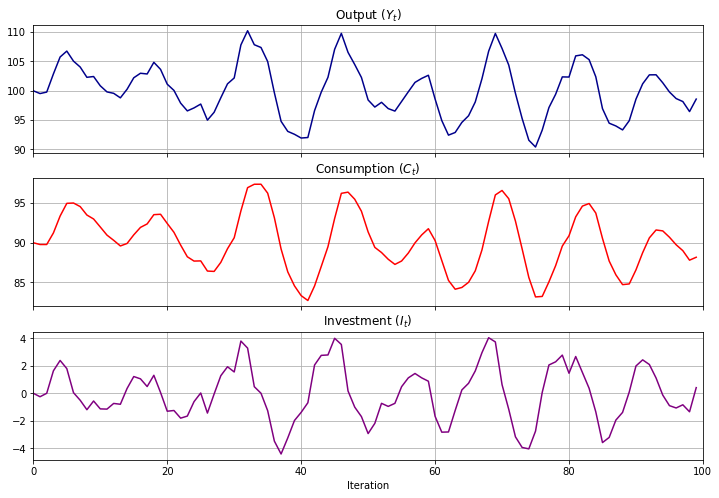 Output (Y_t)
110
105
100
95
90
Consumption (C_t)
95
90
85
Investment (I_t)
4
2
0
−2
−4
0 20 40 60 80 100
Iteration